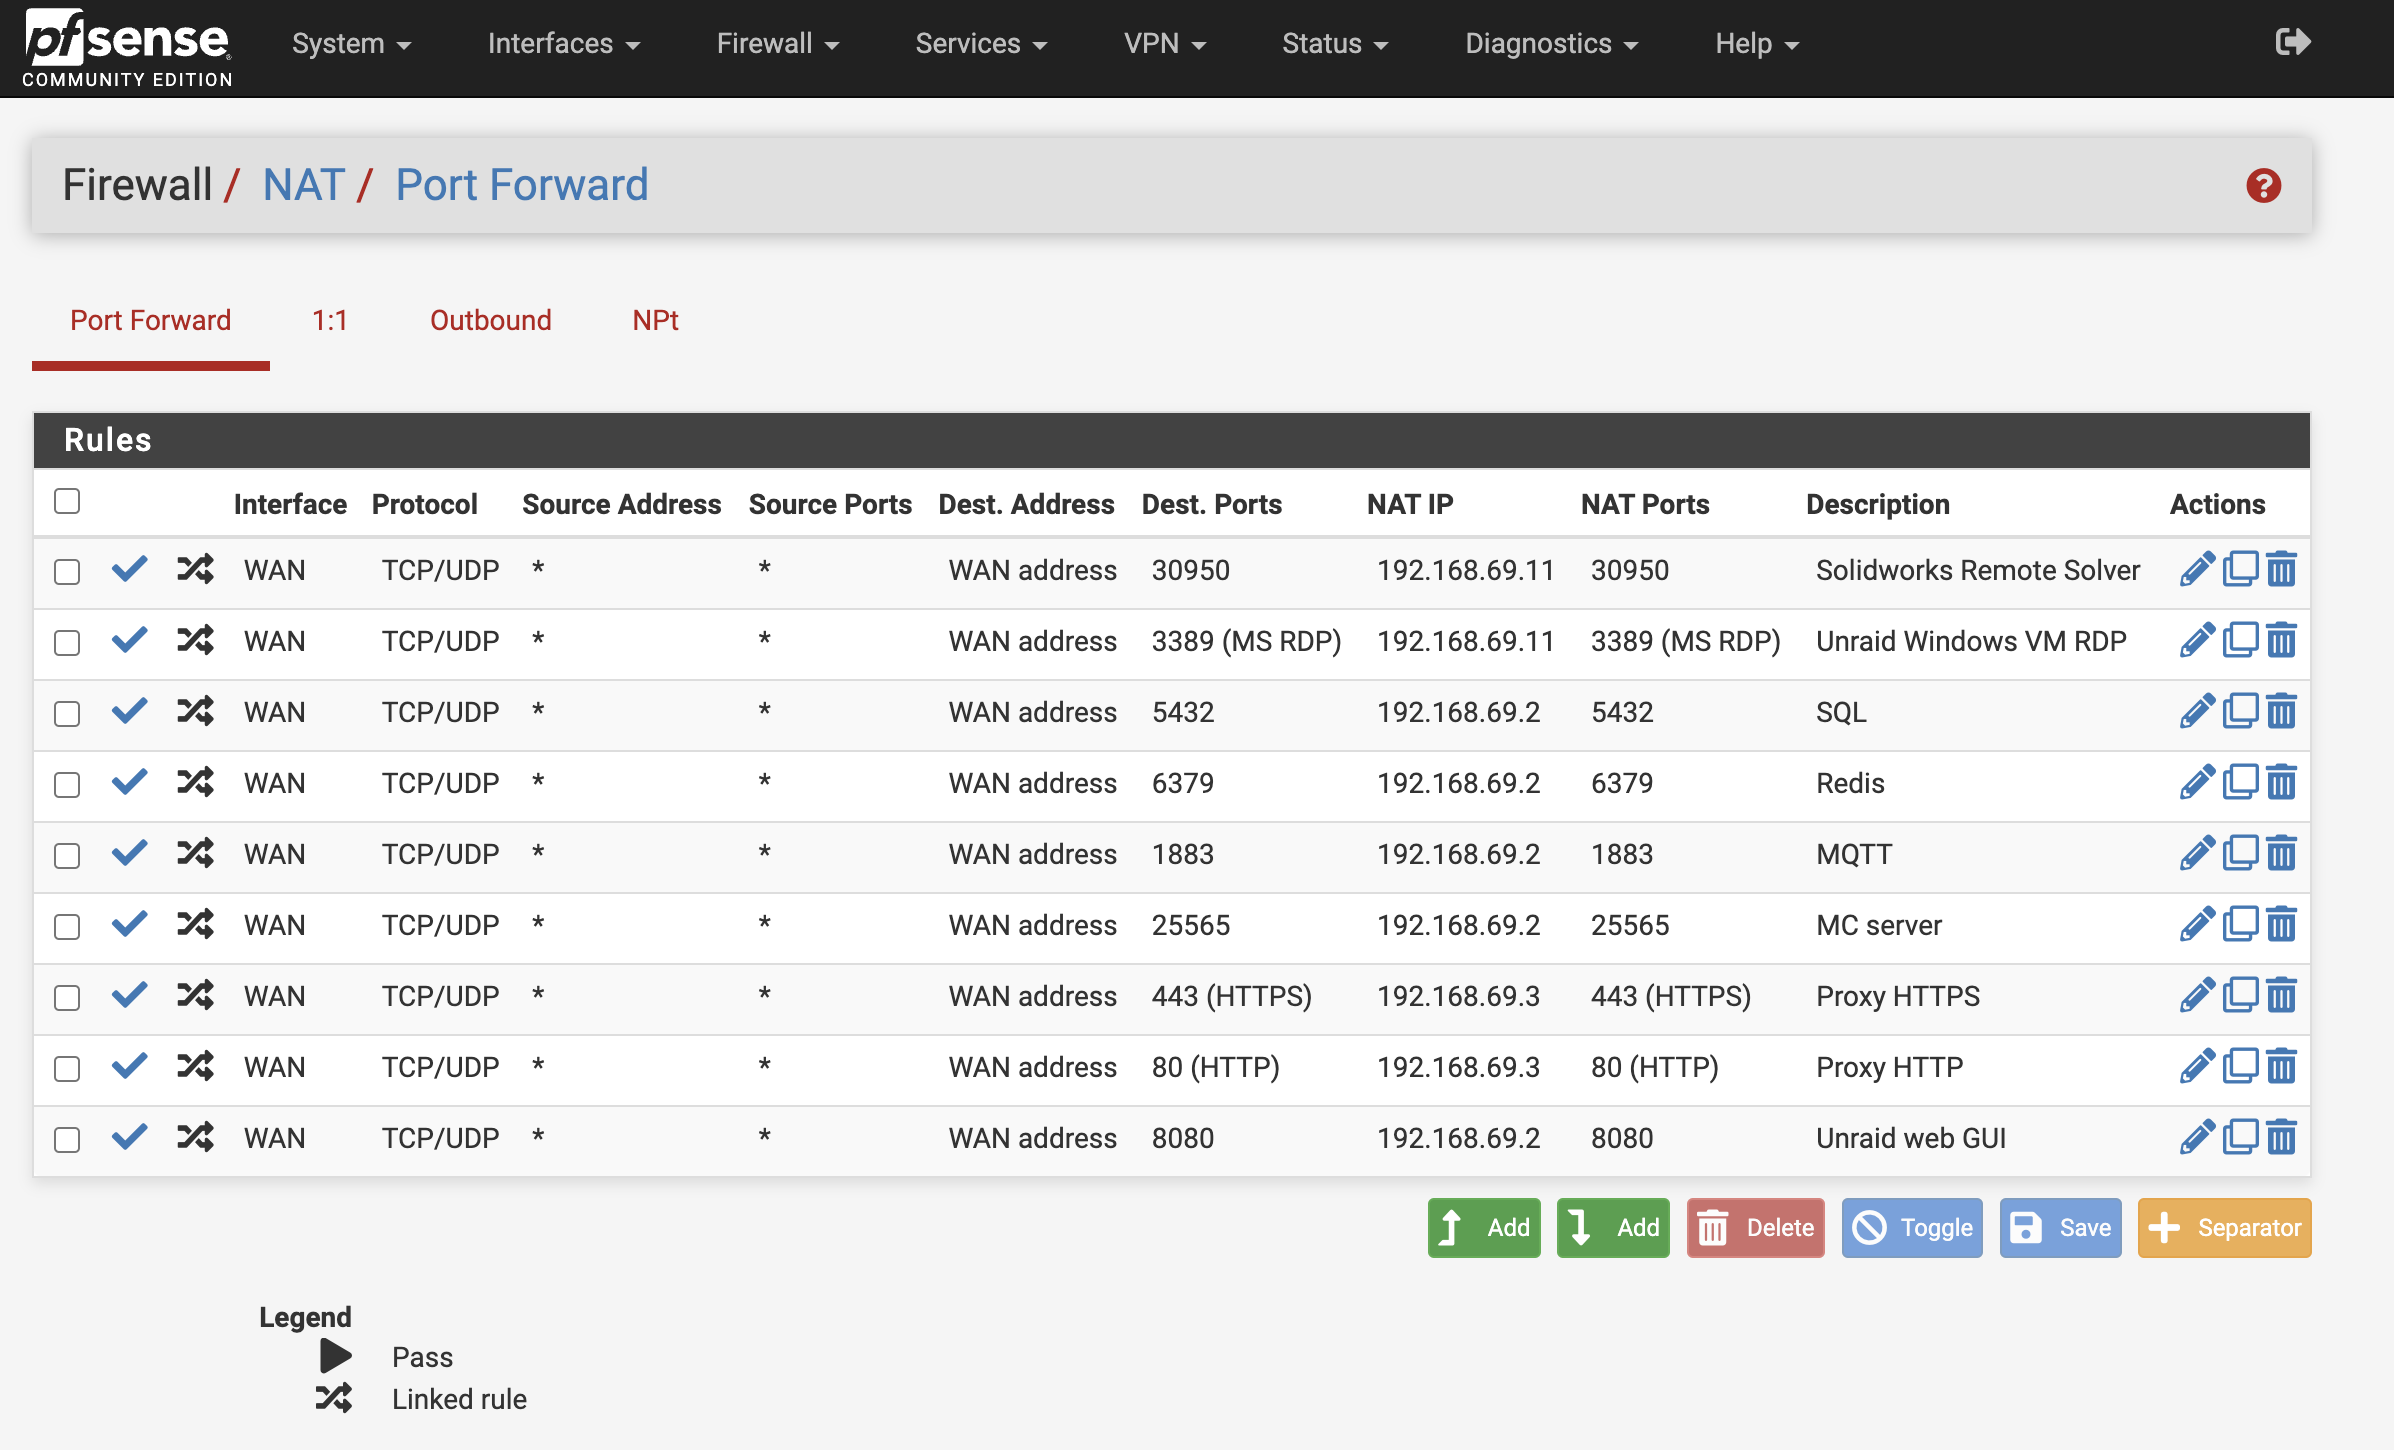 pfsense
System Interfaces Firewall Services VPN Status Diagnostics Help
COMMUNITY EDITION
Firewall / NAT / Port Forward
Port Forward 1:1 Outbound NPt
Rules
Interface Protocol Source Address Source Ports Dest. Address Dest. Ports NAT IP NAT Ports Description Actions
WAN TCP/UDP * * WAN address 30950 192.168.69.11 30950 Solidworks Remote Solver
WAN TCP/UDP * * WAN address 3389 (MS RDP) 192.168.69.11 3389 (MS RDP) Unraid Windows VM RDP
WAN TCP/UDP * * WAN address 5432 192.168.69.2 5432 SQL
WAN TCP/UDP * * WAN address 6379 192.168.69.2 6379 Redis
WAN TCP/UDP * * WAN address 1883 192.168.69.2 1883 MQTT
WAN TCP/UDP * * WAN address 25565 192.168.69.2 25565 MC server
WAN TCP/UDP * * WAN address 443 (HTTPS) 192.168.69.3 443 (HTTPS) Proxy HTTPS
WAN TCP/UDP * * WAN address 80 (HTTP) 192.168.69.3 80 (HTTP) Proxy HTTP
WAN TCP/UDP * * WAN address 8080 192.168.69.2 8080 Unraid web GUI
Add Add Delete Toggle Save Separator
Legend
Pass
Linked rule